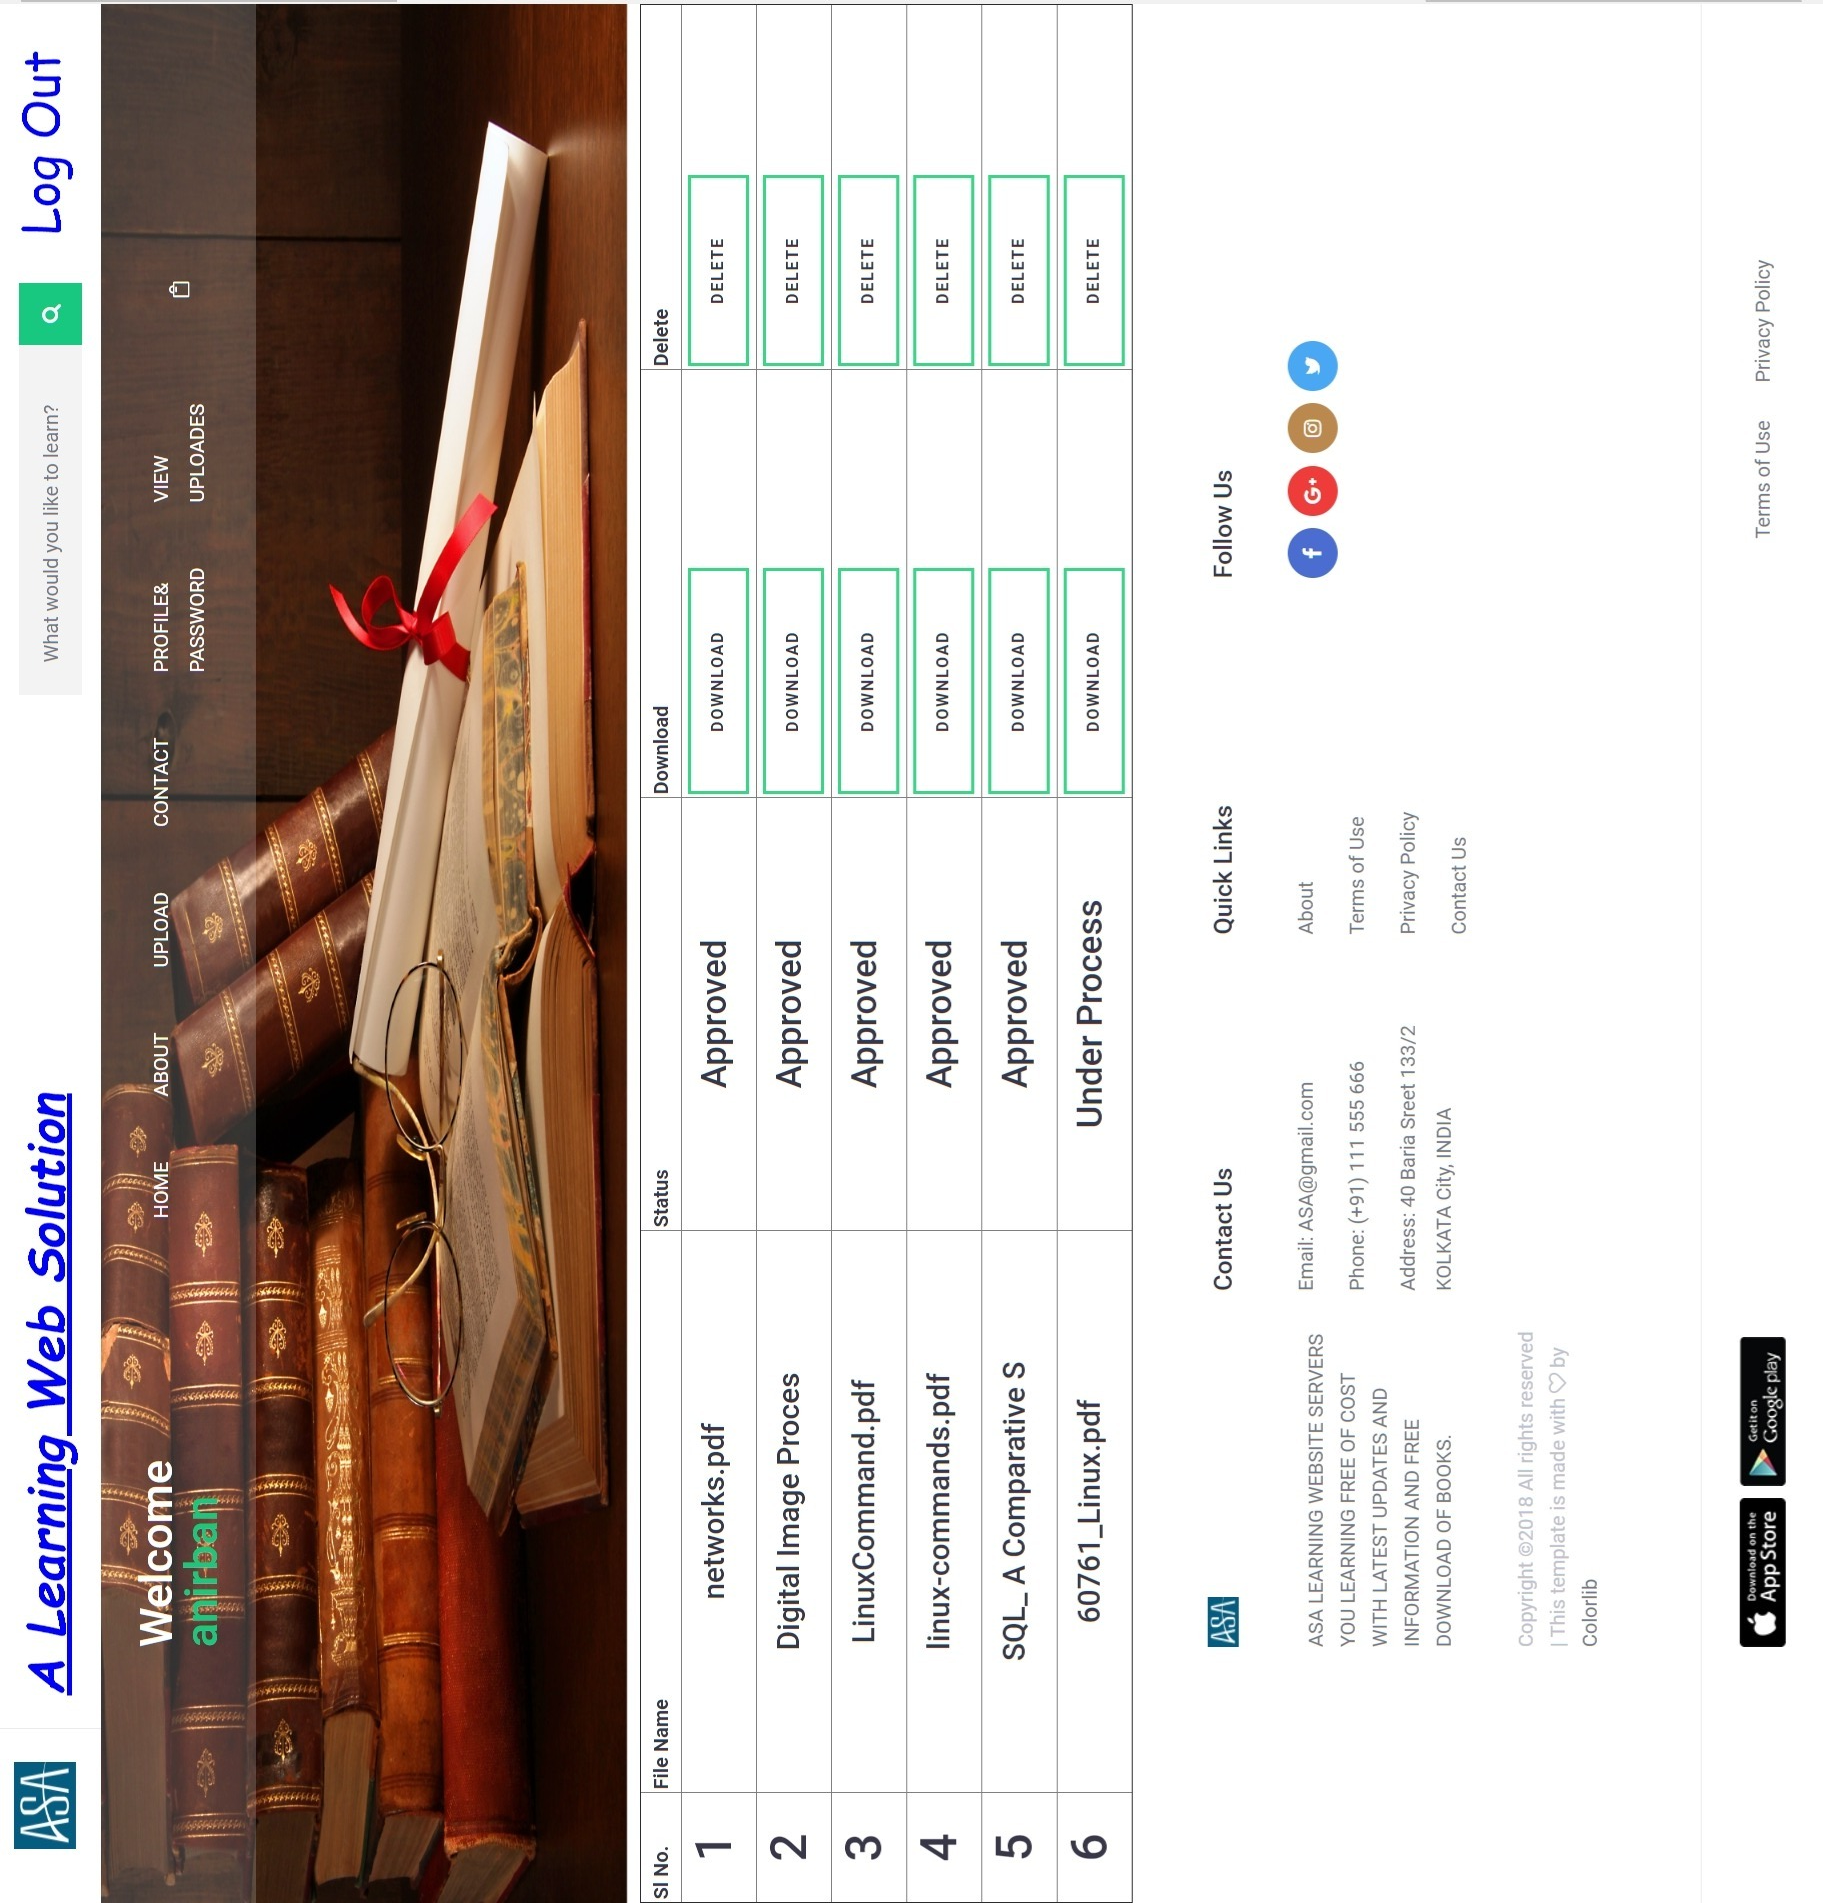 ASA
A Learning Web Solution
What would you like to learn?
Log Out
Welcome
anirban
HOME
ABOUT
UPLOAD
CONTACT
PROFILE&
PASSWORD
VIEW
UPLOADES
Sl No. File Name Status Download Delete
1 networks.pdf Approved DOWNLOAD DELETE
2 Digital Image Proces Approved DOWNLOAD DELETE
3 LinuxCommand.pdf Approved DOWNLOAD DELETE
4 linux-commands.pdf Approved DOWNLOAD DELETE
5 SQL_ A Comparative S Approved DOWNLOAD DELETE
6 60761_Linux.pdf Under Process DOWNLOAD DELETE
ASA
ASA LEARNING WEBSITE SERVERS
YOU LEARNING FREE OF COST
WITH LATEST UPDATES AND
INFORMATION AND FREE
DOWNLOAD OF BOOKS.
Copyright ©2018 All rights reserved
| This template is made with ♡ by
Colorlib
Contact Us
Email: ASA@gmail.com
Phone: (+91) 111 555 666
Address: 40 Baria Sreet 133/2
KOLKATA City, INDIA
Quick Links
About
Terms of Use
Privacy Policy
Contact Us
Follow Us
Download on the
App Store
Get it on
Google play
Terms of Use
Privacy Policy